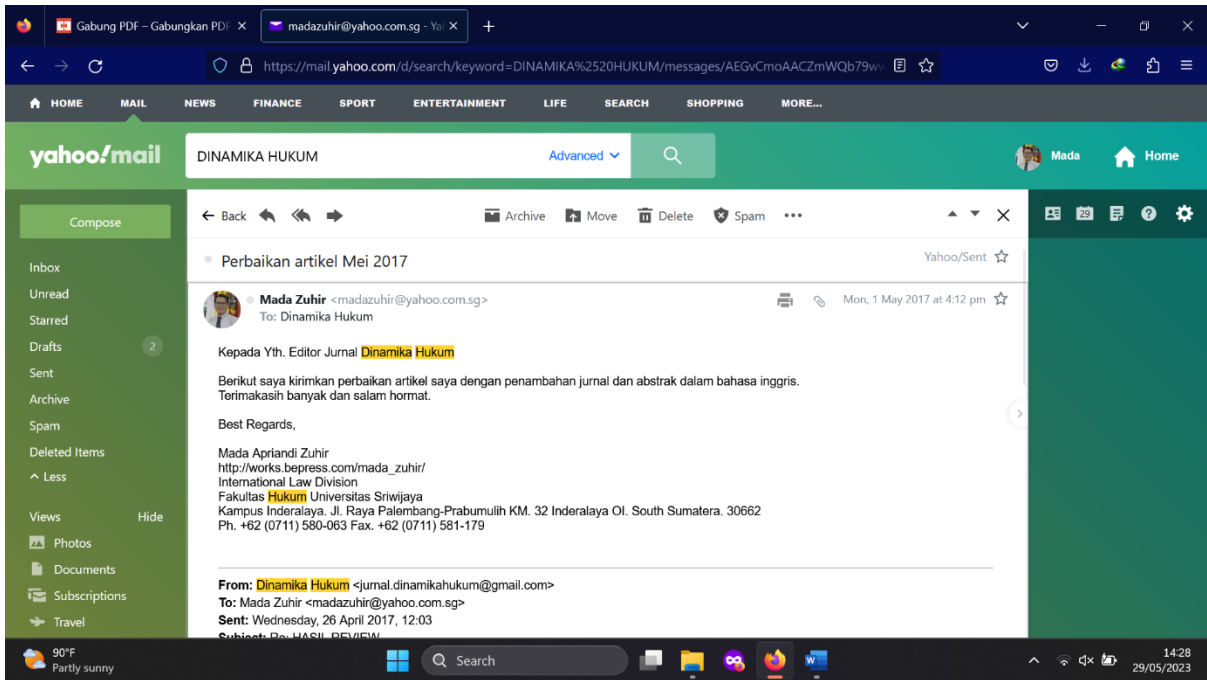 Gabung PDF – Gabungkan PDF
madazuhir@yahoo.com.sg - Yah
https://mail.yahoo.com/d/search/keyword=DINAMIKA%2520HUKUM/messages/AEGvCmoAACZmWQb79w
HOME MAIL NEWS FINANCE SPORT ENTERTAINMENT LIFE SEARCH SHOPPING MORE...
yahoo!mail
DINAMIKA HUKUM
Advanced
Mada
Home
Compose
Back
Archive
Move
Delete
Spam
29
Inbox
Unread
Starred
Drafts 2
Sent
Archive
Spam
Deleted Items
Less
Views Hide
Photos
Documents
Subscriptions
Travel
Perbaikan artikel Mei 2017
Yahoo/Sent
Mada Zuhir <madazuhir@yahoo.com.sg>
Mon, 1 May 2017 at 4:12 pm
To: Dinamika Hukum
Kepada Yth. Editor Jurnal Dinamika Hukum
Berikut saya kirimkan perbaikan artikel saya dengan penambahan jurnal dan abstrak dalam bahasa inggris.
Terimakasih banyak dan salam hormat.
Best Regards,
Mada Apriandi Zuhir
http://works.bepress.com/mada_zuhir/
International Law Division
Fakultas Hukum Universitas Sriwijaya
Kampus Inderalaya. Jl. Raya Palembang-Prabumulih KM. 32 Inderalaya OI. South Sumatera. 30662
Ph. +62 (0711) 580-063 Fax. +62 (0711) 581-179
From: Dinamika Hukum <jurnal.dinamikahukum@gmail.com>
To: Mada Zuhir <madazuhir@yahoo.com.sg>
Sent: Wednesday, 26 April 2017, 12:03
Subject: Re: HASIL REVIEW
90°F
Partly sunny
Search
14:28
29/05/2023